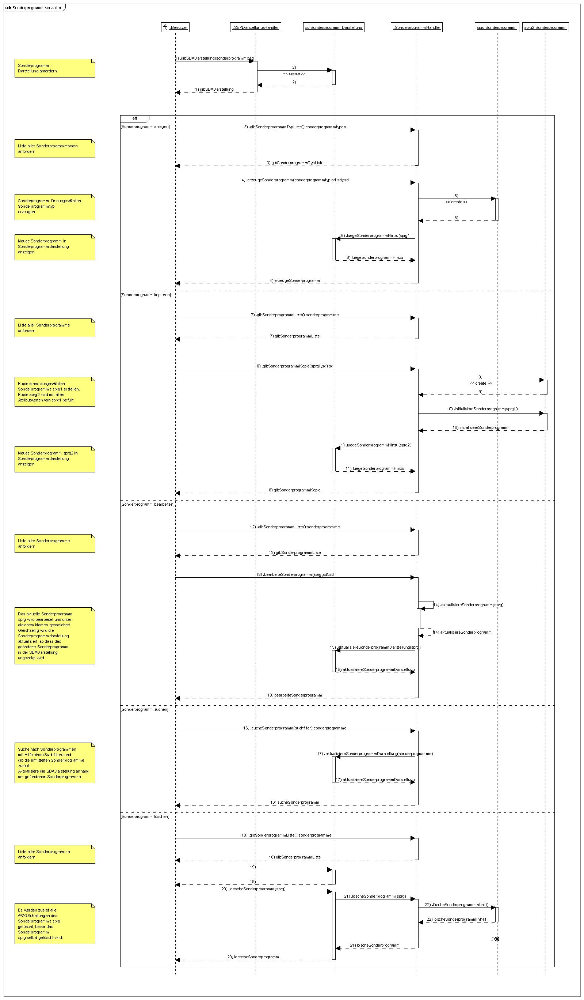 sd: Sonderprogramm verwalten
:Benutzer
:SBADarstellungsHandler
sd:SonderprogrammDarstellung
:SonderprogrammHandler
sprg:Sonderprogramm
sprg2:Sonderprogramm
1) .gibSBADarstellung(sonderprogramm):sd
Sonderprogramm-
Darstellung anfordern
2)
<< create >>
2)
1) gibSBADarstellung
alt
[Sonderprogramm anlegen]
3) .gibSonderprogrammTypListe():sonderprogrammtypen
Liste aller Sonderprogrammtypen
anfordern
3) gibSonderprogrammTypListe
4) .erzeugeSonderprogramm(sonderprogrammtyp,ort,sd):sd
Sonderprogramm für ausgewählten
Sonderprogrammtyp
erzeugen
5)
<< create >>
5)
Neues Sonderprogramm in
Sonderprogrammdarstellung
anzeigen
6) .fuegeSonderprogrammHinzu(sprg)
6) fuegeSonderprogrammHinzu
4) erzeugeSonderprogramm
[Sonderprogramm kopieren]
7) .gibSonderprogrammListe():sonderprogramme
Liste aller Sonderprogramme
anfordern
7) gibSonderprogrammListe
8) .gibSonderprogrammKopie(sprg1,sd):sd
Kopie eines ausgewählten
Sonderprogramms sprg1 erstellen.
Kopie sprg2 wird mit allen
Attributwerten von sprg1 befüllt
9)
<< create >>
9)
10) .initialisiereSonderprogramm(sprg1)
10) initialisiereSonderprogramm
11) .fuegeSonderprogrammHinzu(sprg2)
Neues Sonderprogramm sprg2 in
Sonderprogrammdarstellung
anzeigen
11) fuegeSonderprogrammHinzu
8) gibSonderprogrammKopie
[Sonderprogramm bearbeiten]
12) .gibSonderprogrammListe():sonderprogramme
Liste aller Sonderprogramme
anfordern
12) gibSonderprogrammListe
13) .bearbeiteSonderprogramm(sprg,sd):sd
14) .aktualisiereSonderprogramm(sprg)
Das aktuelle Sonderprogramm
sprg wird bearbeitet und unter
gleichem Namen gespeichert.
Gleichzeitig wird die
Sonderprogrammdarstellung
aktualisiert, so dass das
geänderte Sonderprogramm
in der SBADarstellung
angezeigt wird.
14) aktualisiereSonderprogramm
15) .aktualisiereSonderprogrammDarstellung(sprg)
15) aktualisiereSonderprogrammDarstellung
13) bearbeiteSonderprogramm
[Sonderprogramm suchen]
16) .sucheSonderprogramm(suchfilter):sonderprogramme
Suche nach Sonderprogrammen
mit Hilfe eines Suchfilters und
gib die ermittelten Sonderprogramme
zurück
Aktualisiere die SBADarstellung anhand
der gefundenen Sonderprogramme
17) .aktualisiereSonderprogrammDarstellung(sonderprogramme)
17) aktualisiereSonderprogrammDarstellung
16) sucheSonderprogramm
[Sonderprogramm löschen]
18) .gibSonderprogrammListe():sonderprogramme
Liste aller Sonderprogramme
anfordern
18) gibSonderprogrammListe
19)
19)
20) .loescheSonderprogramm(sprg)
21) .löscheSonderprogramm(sprg)
22) .löscheSonderprogrammInhalt()
Es werden zuerst alle
WZGSchaltungen des
Sonderprogramms sprg
gelöscht, bevor das
Sonderprogramm
sprg selbst gelöscht wird.
22) löscheSonderprogrammInhalt
21) löscheSonderprogramm
20) loescheSonderprogramm